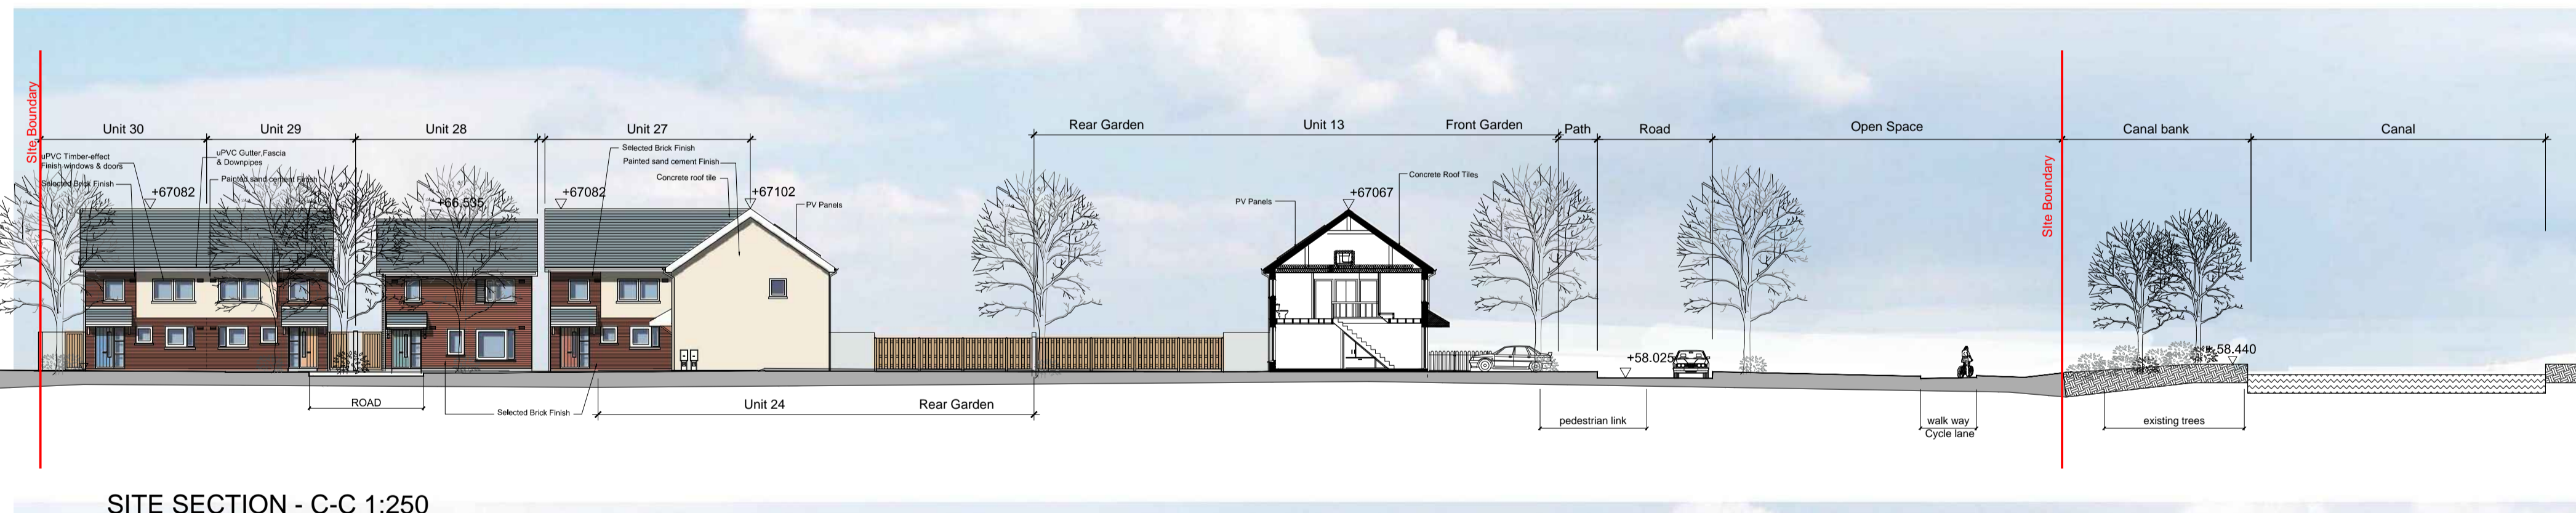 Site Boundary
Unit 30
Unit 29
Unit 28
Unit 27
Rear Garden
Unit 13
Front Garden
Path
Road
Open Space
Canal bank
Canal
uPVC Timber-effect
Finish windows & doors
Selected Brick Finish
+67082
uPVC Gutter,Fascia
& Downpipes
Painted sand cement Finish
+66.535
+67082
Selected Brick Finish
Painted sand cement Finish
Concrete roof tile
+67102
PV Panels
PV Panels
+67067
Concrete Roof Tiles
Site Boundary
+58.025
+58.440
ROAD
Selected Brick Finish
Unit 24
Rear Garden
pedestrian link
walk way
Cycle lane
existing trees
SITE SECTION - C-C 1:250